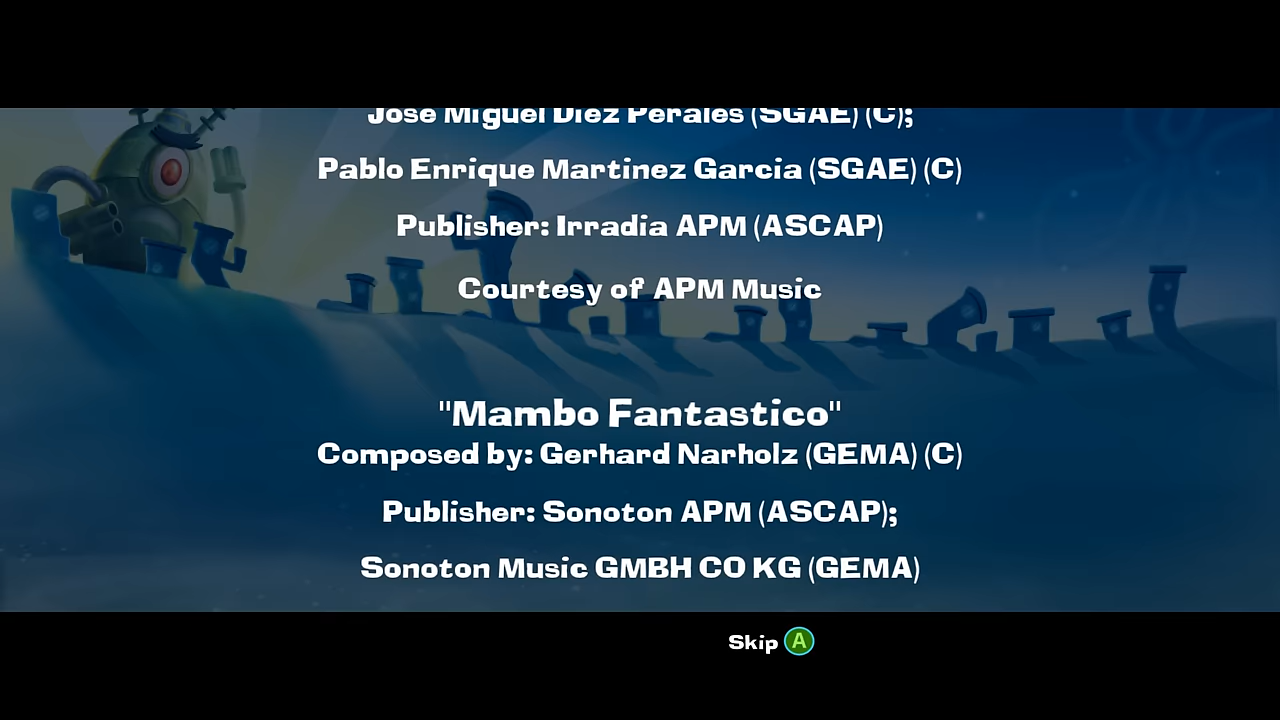 Jose Miguel Diez Perales (SGAE) (C);
Pablo Enrique Martinez Garcia (SGAE) (C)
Publisher: Irradia APM (ASCAP)
Courtesy of APM Music
"Mambo Fantastico"
Composed by: Gerhard Narholz (GEMA) (C)
Publisher: Sonoton APM (ASCAP);
Sonoton Music GMBH CO KG (GEMA)
Skip A